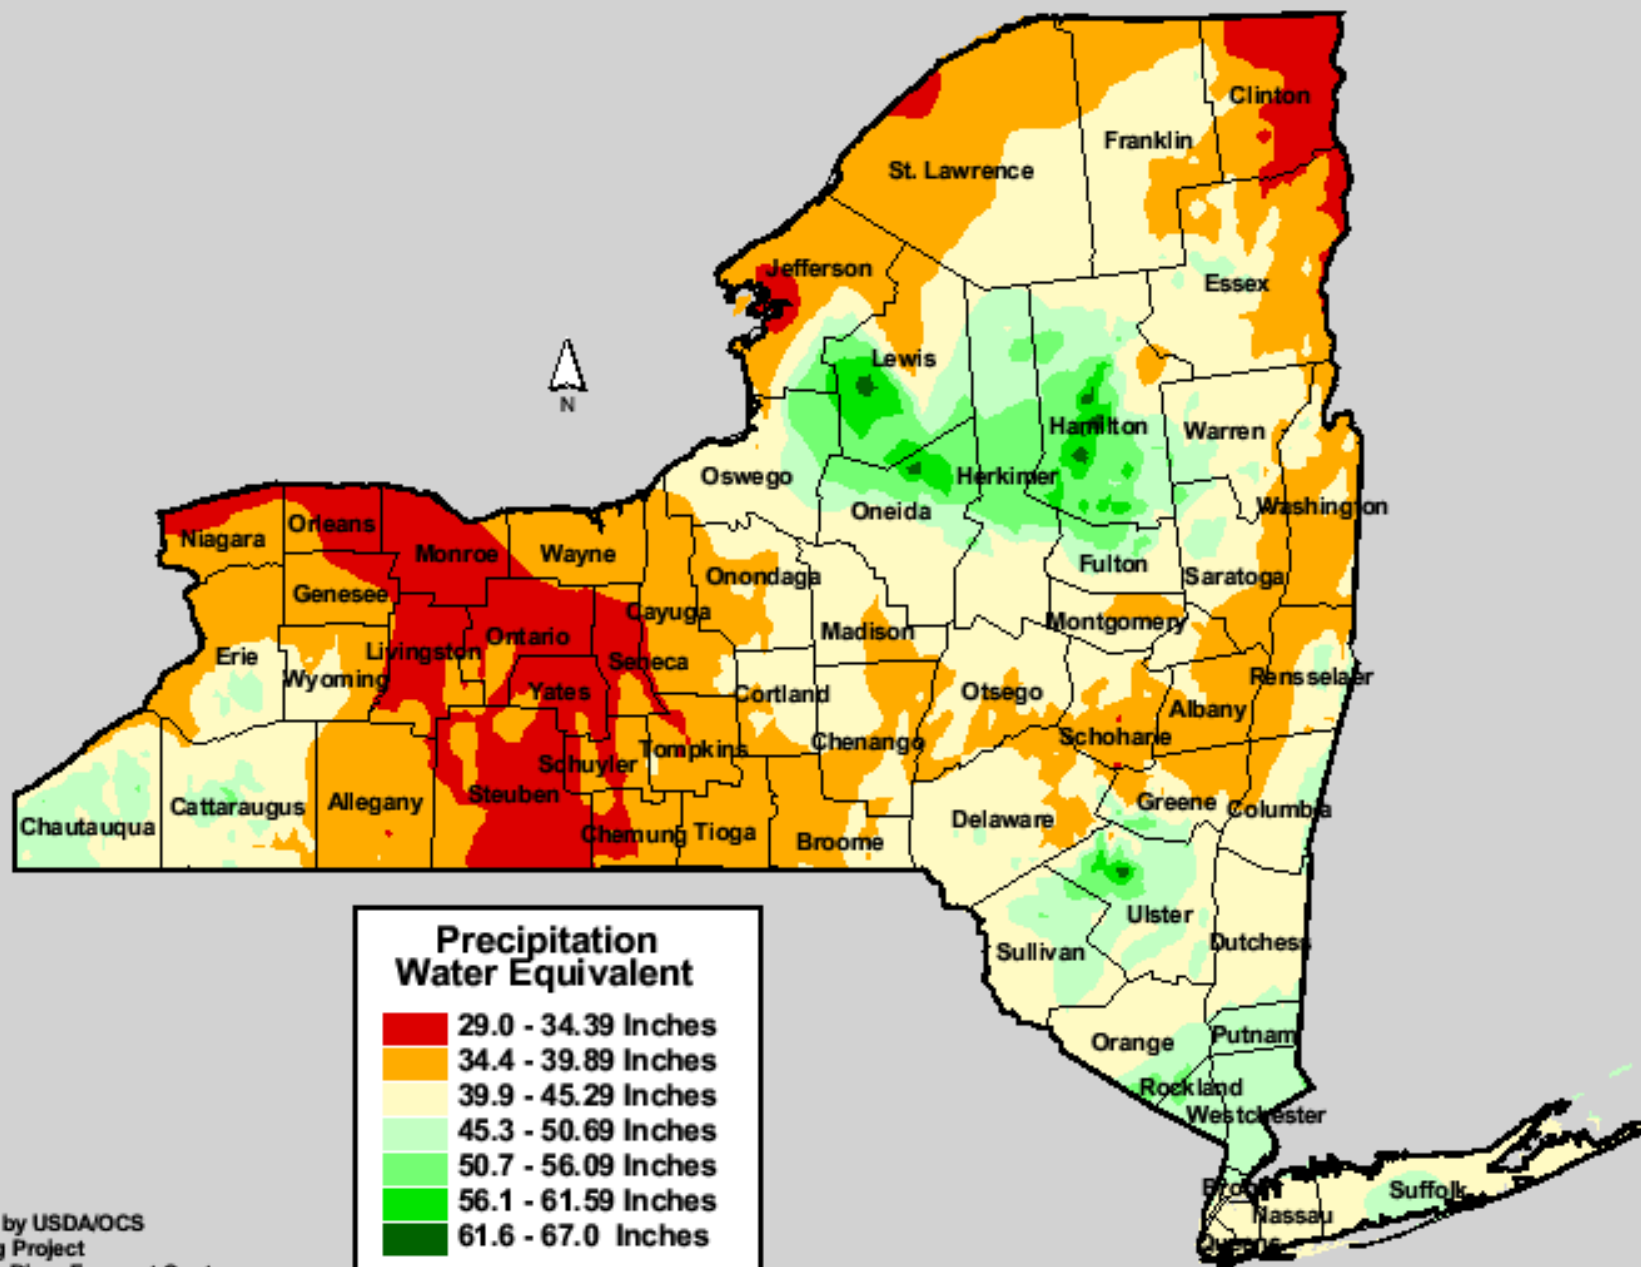 Clinton
Franklin
St. Lawrence
Jefferson
Essex
Lewis
N
Hamilton
Warren
Oswego
Herkimer
Oneida
Washington
Niagara
Orleans
Monroe
Wayne
Onondaga
Fulton
Saratoga
Genesee
Cayuga
Montgomery
Madison
Ontario
Erie
Livingston
Seneca
Wyoming
Rensselaer
Yates
Cortland
Otsego
Albany
Schoharie
Chenango
Tompkins
Schuyler
Steuben
Allegany
Cattaraugus
Chautauqua
Greene
Columbia
Delaware
Chemung
Tioga
Broome
Ulster
Dutchess
Sullivan
Precipitation
Water Equivalent
29.0 - 34.39 Inches
34.4 - 39.89 Inches
39.9 - 45.29 Inches
45.3 - 50.69 Inches
50.7 - 56.09 Inches
56.1 - 61.59 Inches
61.6 - 67.0 Inches
Orange
Putnam
Rockland
Westchester
Bronx
Suffolk
Nassau
Queens
by USDA/OCS
g Project